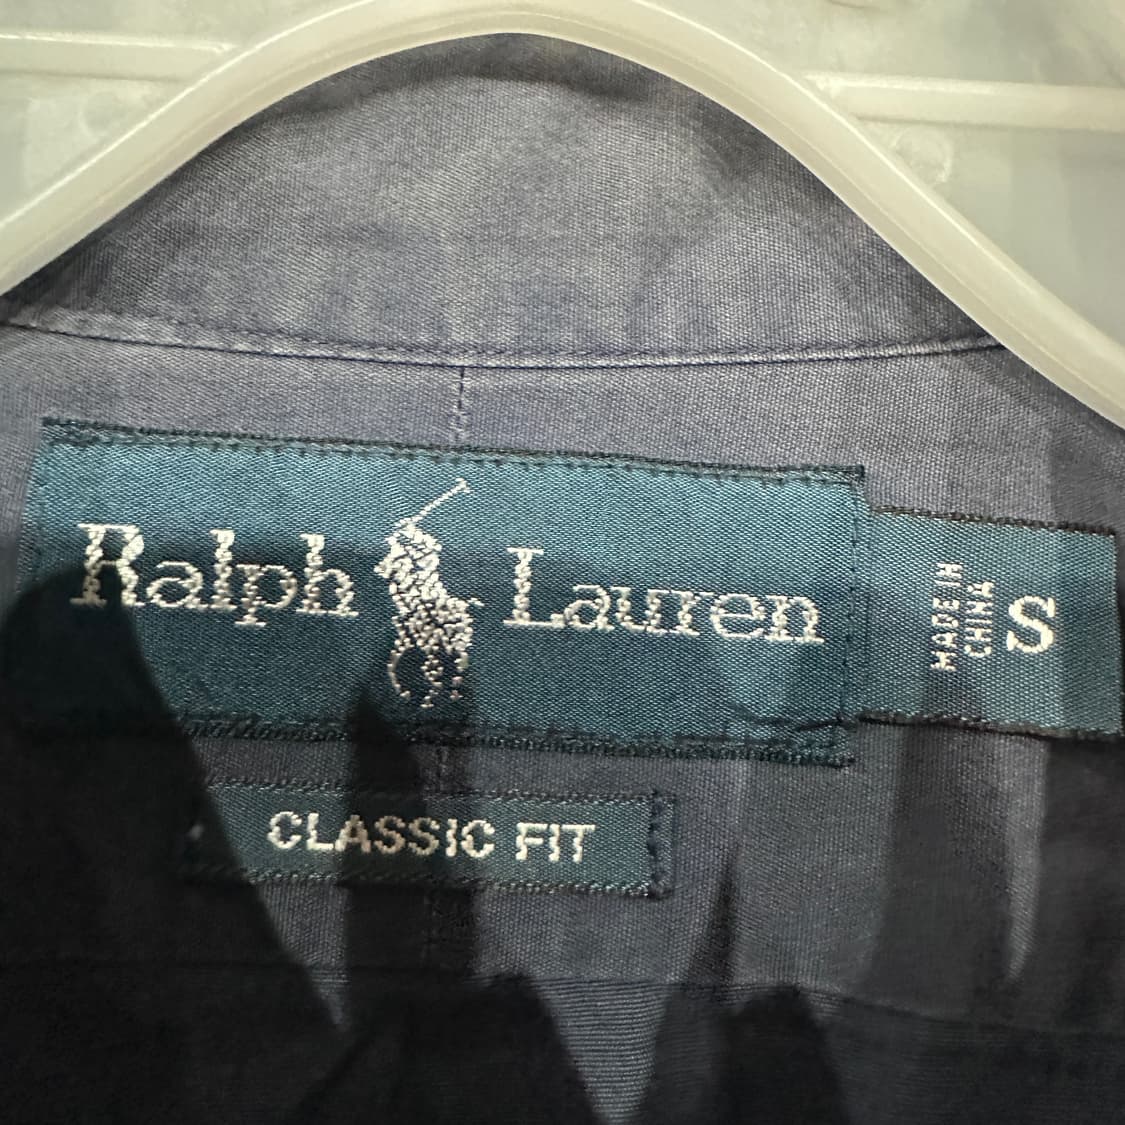 Ralph Lauren
MADE IN
CHINA
S
CLASSIC FIT